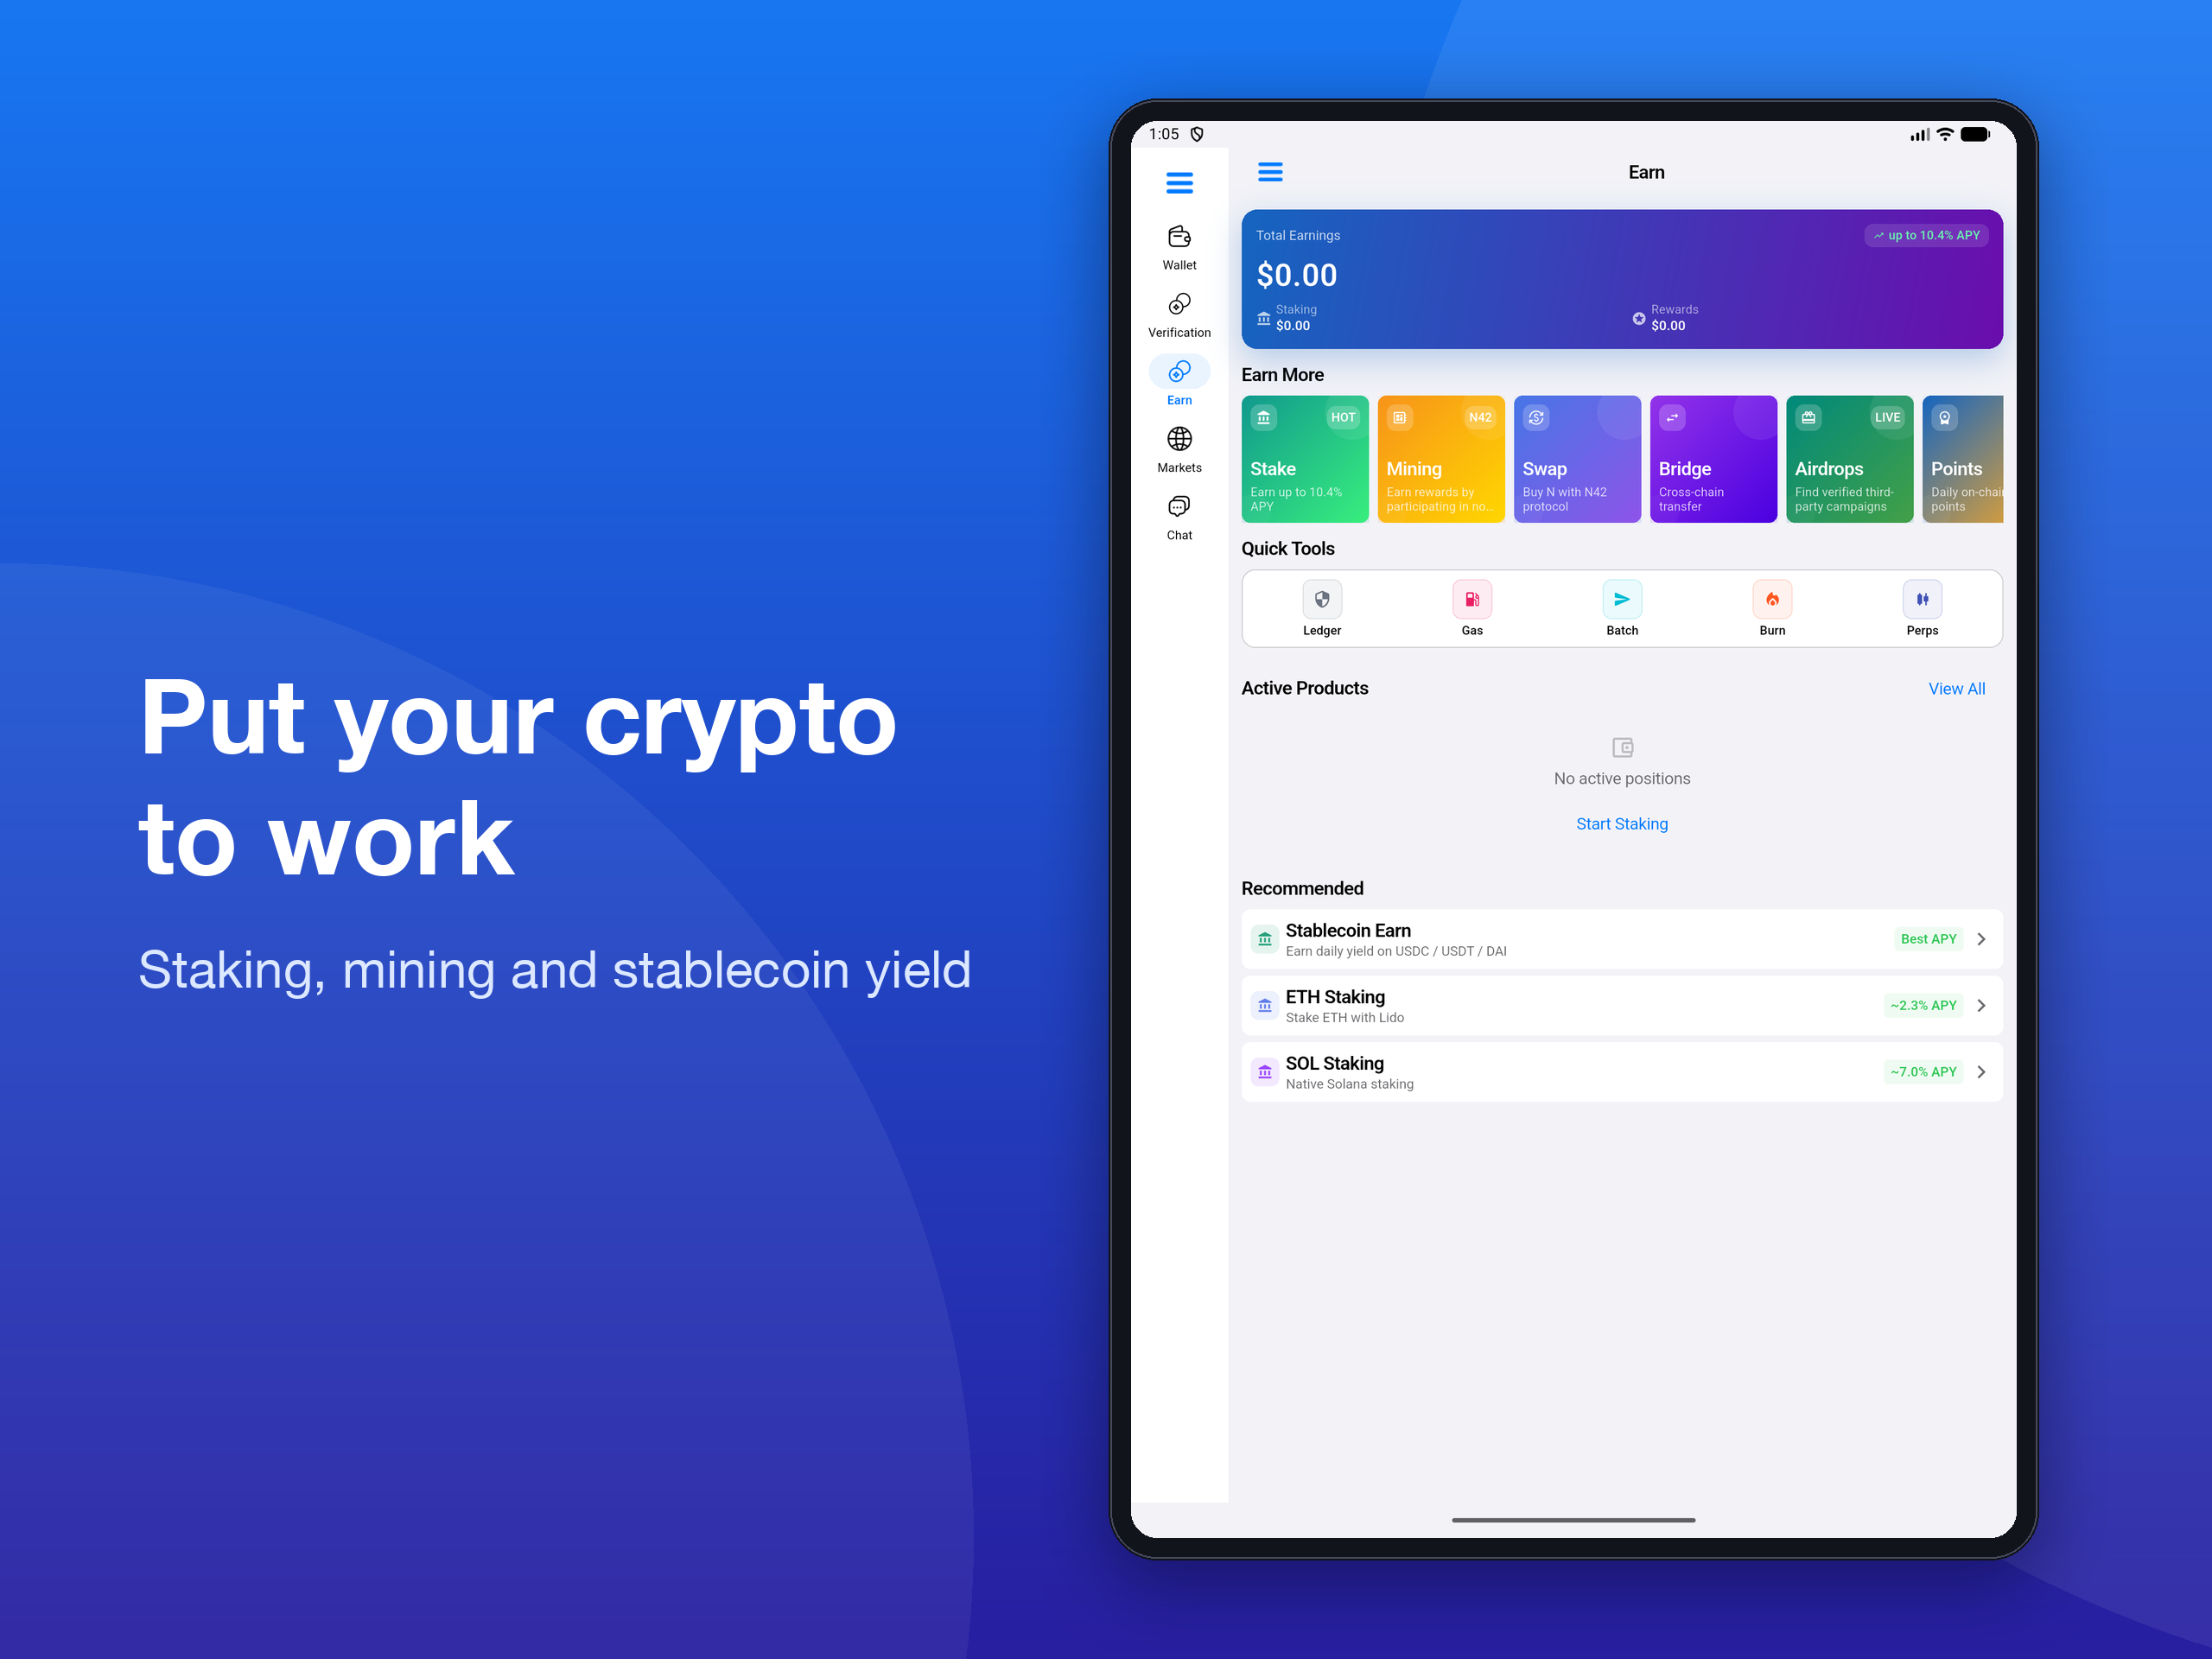 Put your crypto
to work
Staking, mining and stablecoin yield
1:05
Wallet
Verification
Earn
Markets
Chat
Earn
Total Earnings
up to 10.4% APY
$0.00
Staking
$0.00
Rewards
$0.00
Earn More
HOT
Stake
Earn up to 10.4%
APY
N42
Mining
Earn rewards by
participating in no...
Swap
Buy N with N42
protocol
Bridge
Cross-chain
transfer
LIVE
Airdrops
Find verified third-
party campaigns
Points
Daily on-chain
points
Quick Tools
Ledger
Gas
Batch
Burn
Perps
Active Products
View All
No active positions
Start Staking
Recommended
Stablecoin Earn
Earn daily yield on USDC / USDT / DAI
Best APY
ETH Staking
Stake ETH with Lido
~2.3% APY
SOL Staking
Native Solana staking
~7.0% APY